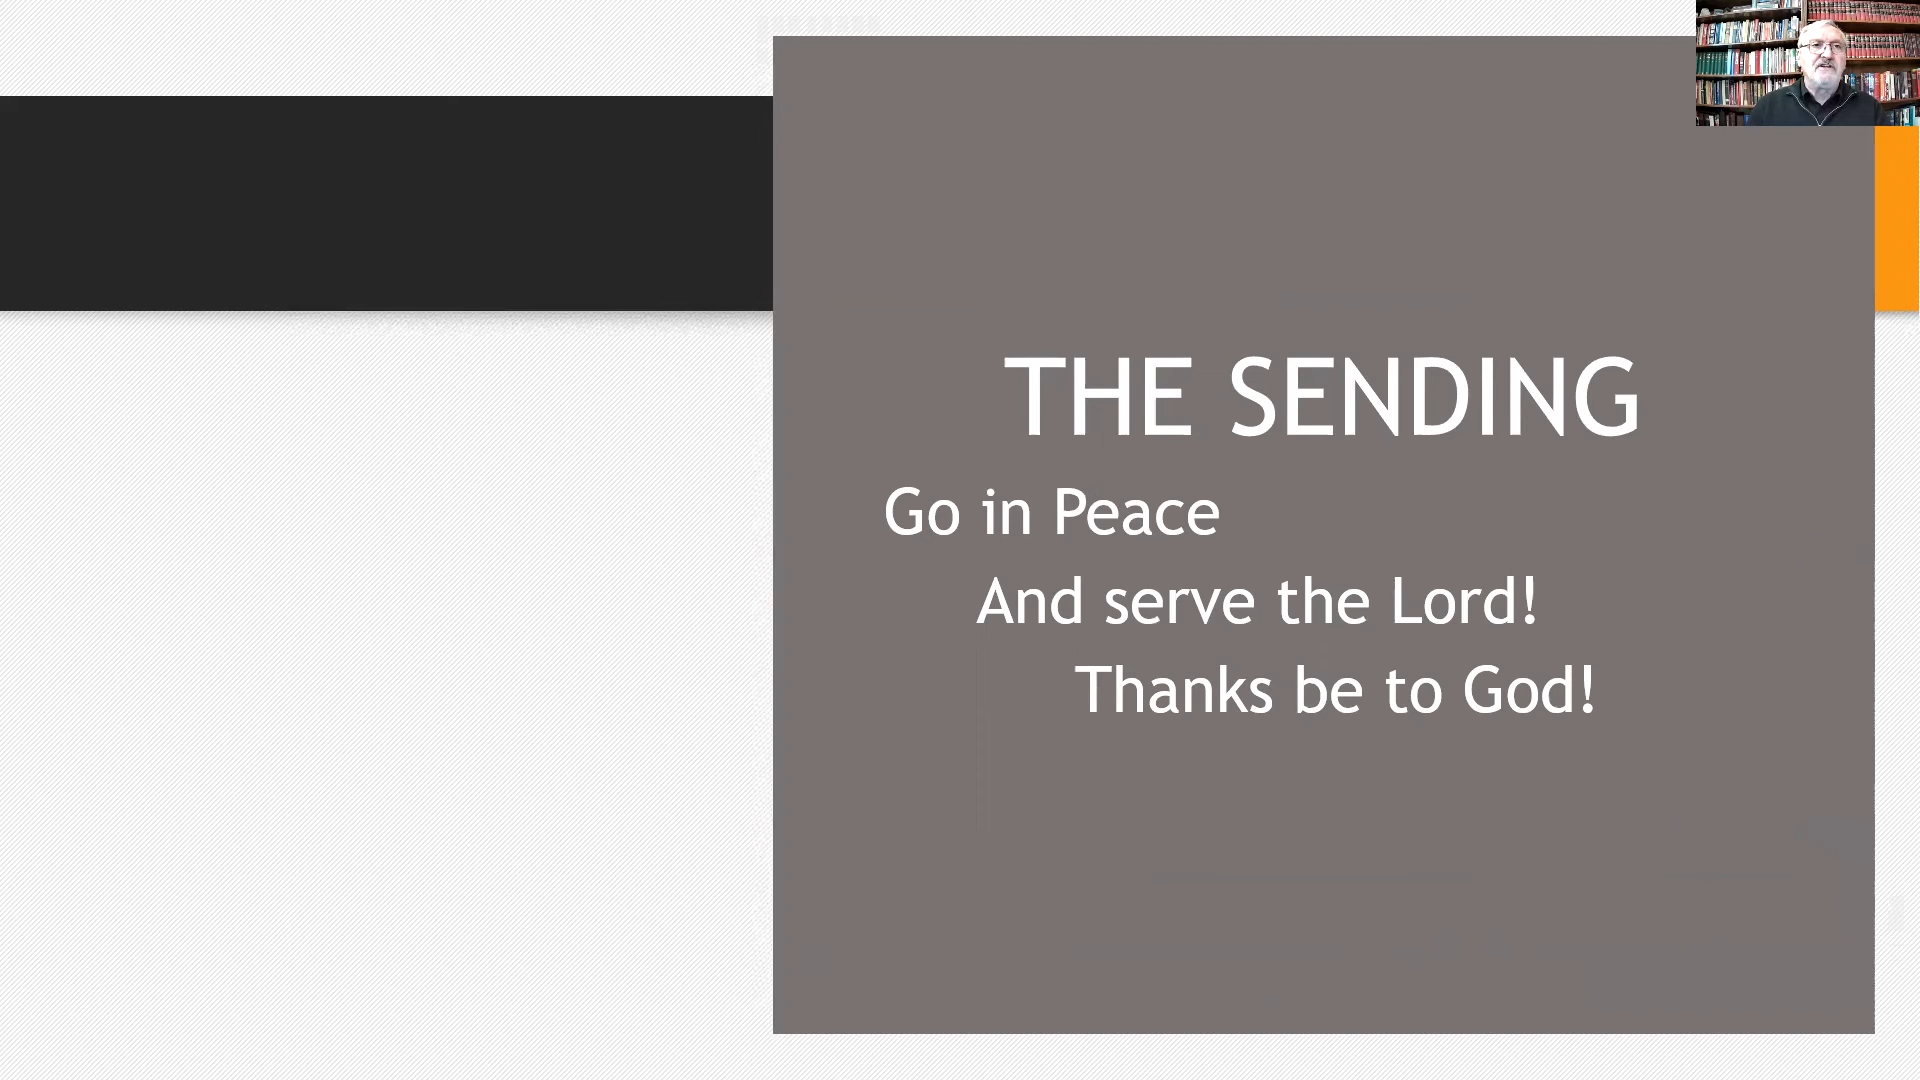 THE SENDING
Go in Peace
And serve the Lord!
Thanks be to God!